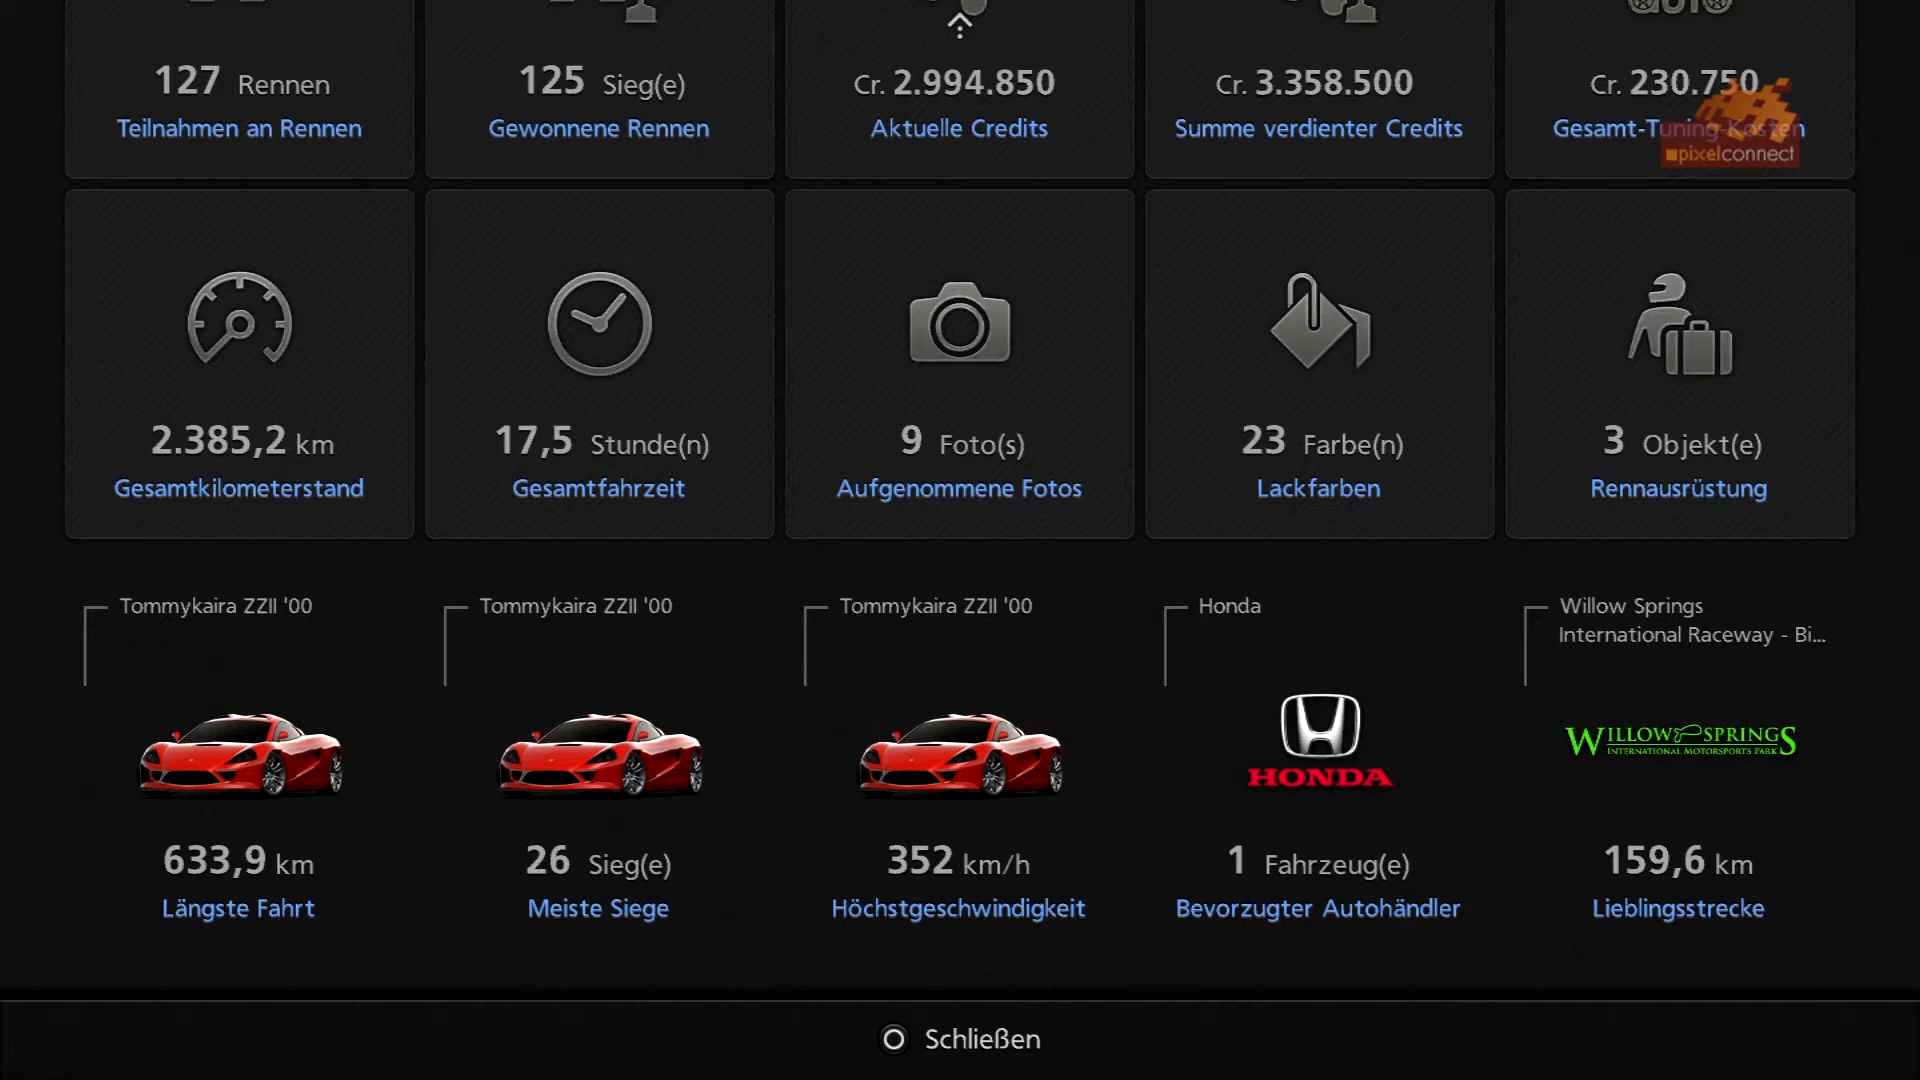 127 Rennen
Teilnahmen an Rennen
125 Sieg(e)
Gewonnene Rennen
Cr. 2.994.850
Aktuelle Credits
Cr. 3.358.500
Summe verdienter Credits
Cr. 230.750
Gesamt-Tuning-Kosten
pixelconnect
2.385,2 km
Gesamtkilometerstand
17,5 Stunde(n)
Gesamtfahrzeit
9 Foto(s)
Aufgenommene Fotos
23 Farbe(n)
Lackfarben
3 Objekt(e)
Rennausrüstung
Tommykaira ZZII '00
633,9 km
Längste Fahrt
Tommykaira ZZII '00
26 Sieg(e)
Meiste Siege
Tommykaira ZZII '00
352 km/h
Höchstgeschwindigkeit
Honda
HONDA
1 Fahrzeug(e)
Bevorzugter Autohändler
Willow Springs
International Raceway - Bi...
WILLOW SPRINGS
INTERNATIONAL MOTORSPORTS PARK
159,6 km
Lieblingsstrecke
Schließen